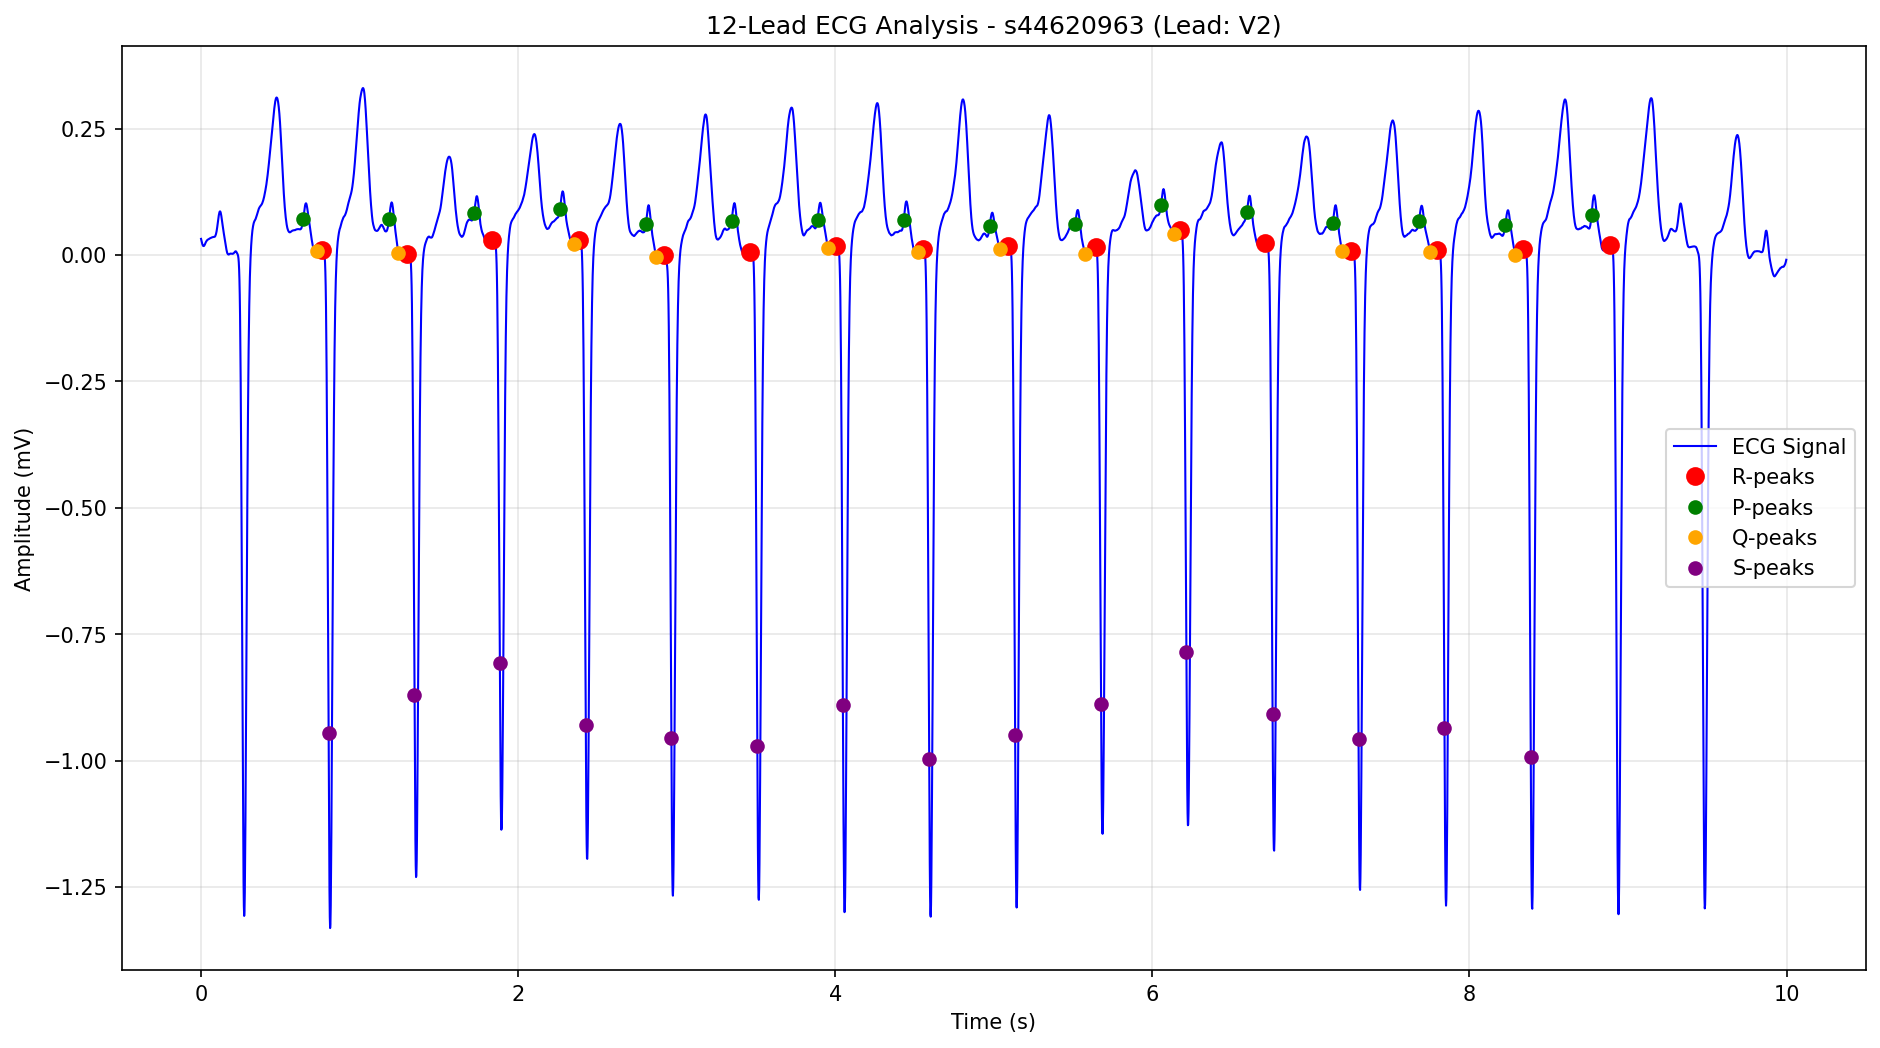 12-Lead ECG Analysis - s44620963 (Lead: V2)
Amplitude (mV)
0.25
0.00
−0.25
−0.50
−0.75
−1.00
−1.25
ECG Signal
R-peaks
P-peaks
Q-peaks
S-peaks
0 2 4 6 8 10
Time (s)